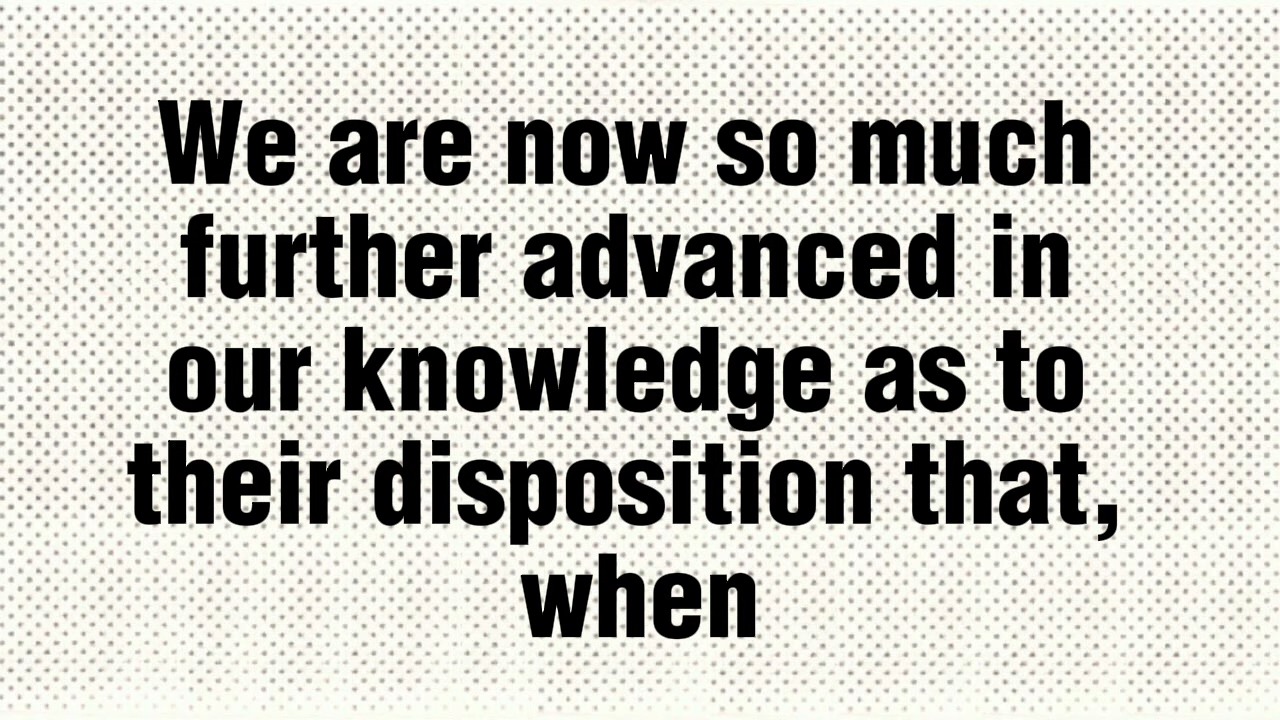 We are now so much
further advanced in
our knowledge as to
their disposition that,
when